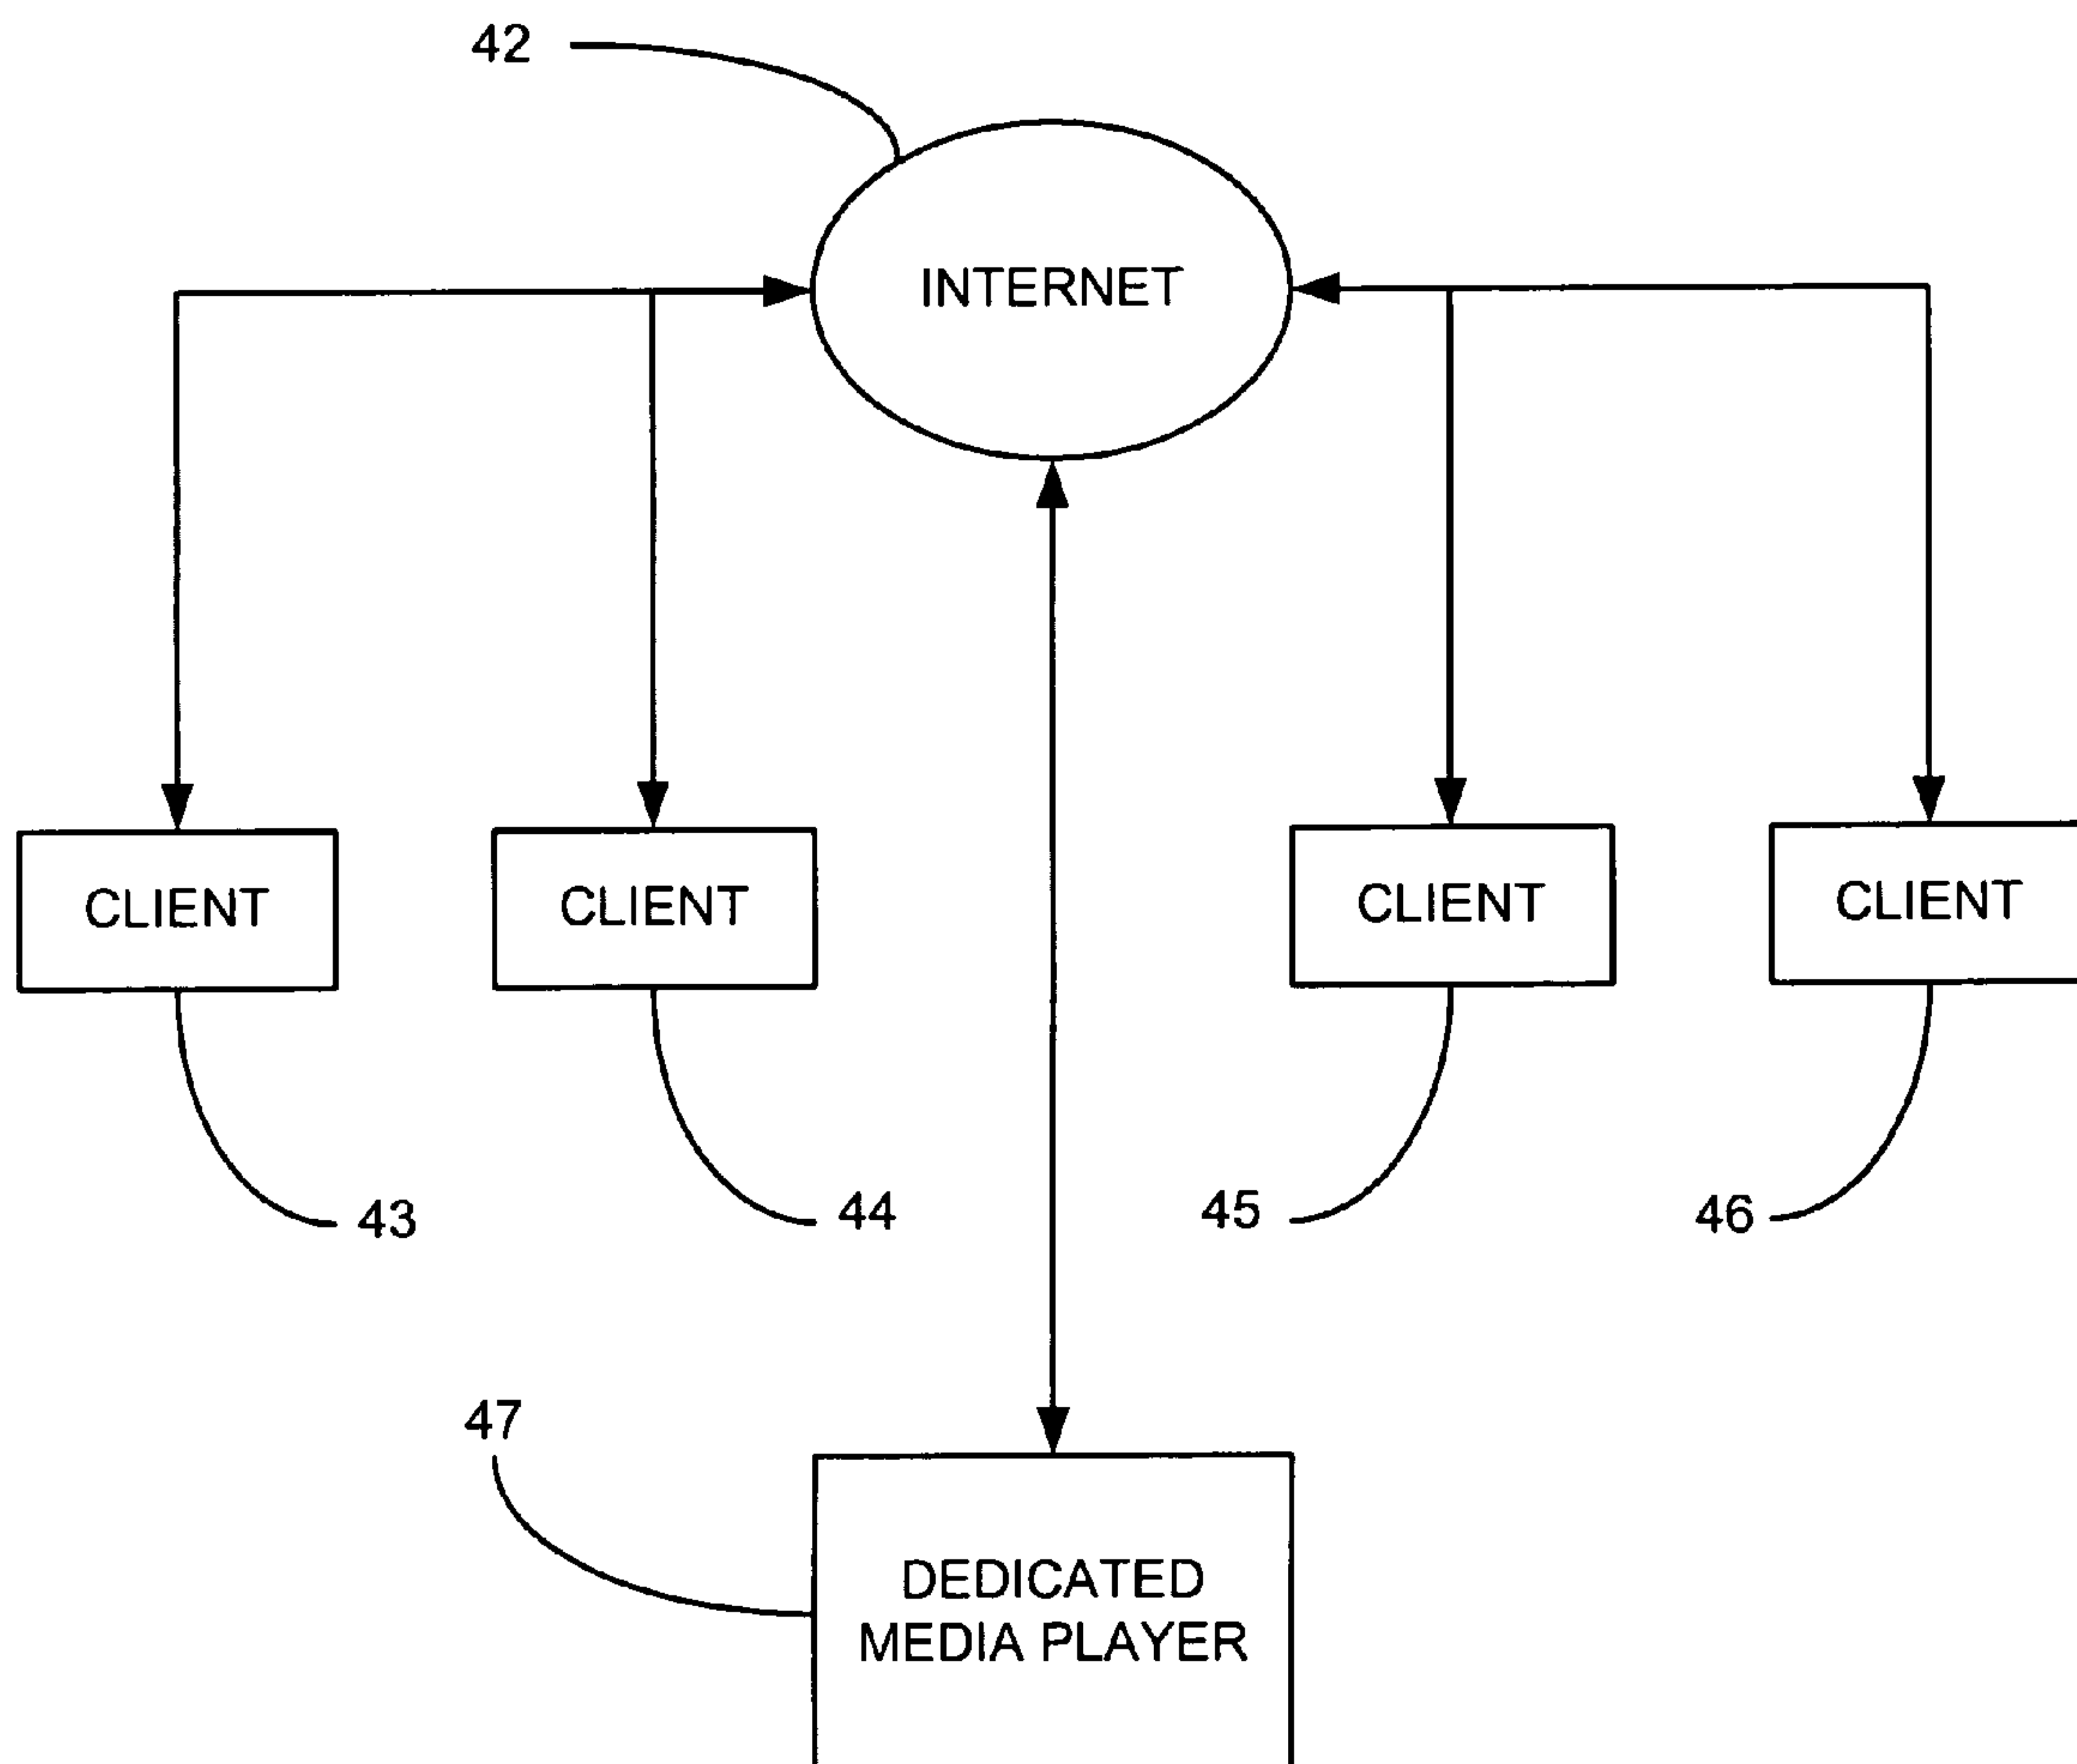 42
INTERNET
CLIENT
CLIENT
CLIENT
CLIENT
43
44
45
46
47
DEDICATED
MEDIA PLAYER